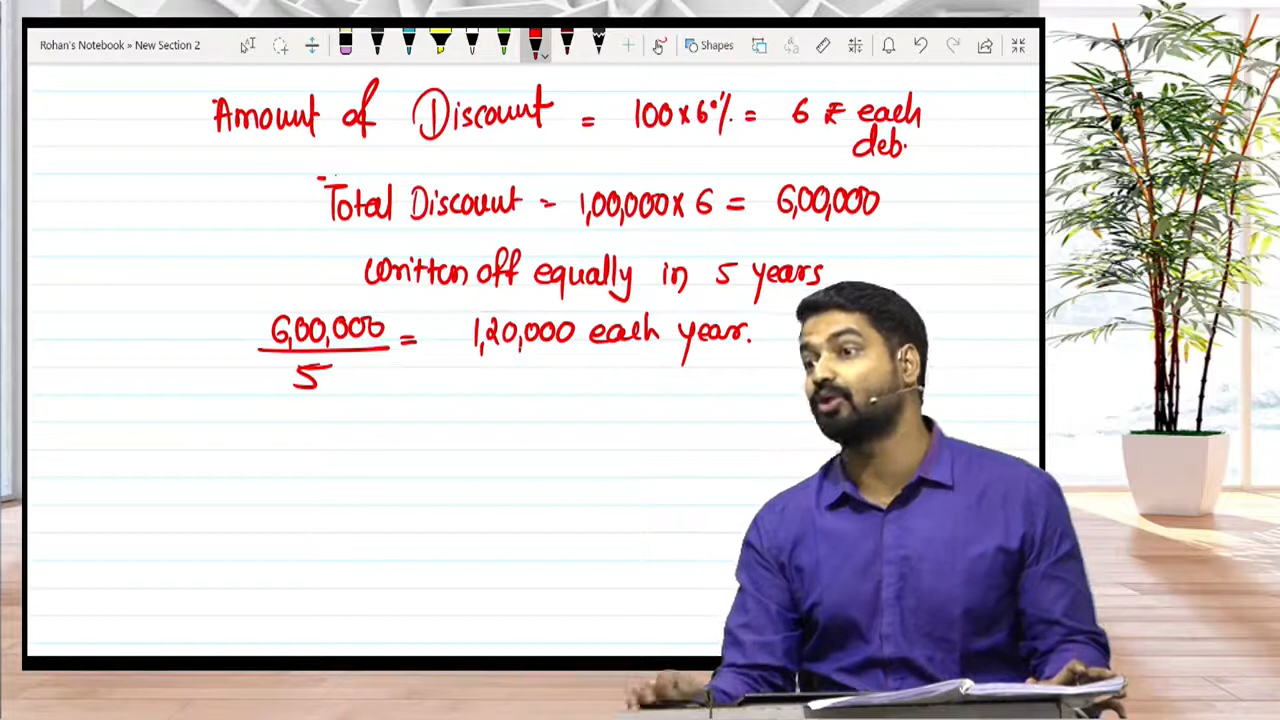 Rohan's Notebook » New Section 2
Shapes
Amount of Discount = 100 x 6% = 6 ₹ each
deb.
Total Discount = 1,00,000 x 6 = 6,00,000
written off equally in 5 years
6,00,000
5
= 1,20,000 each year.